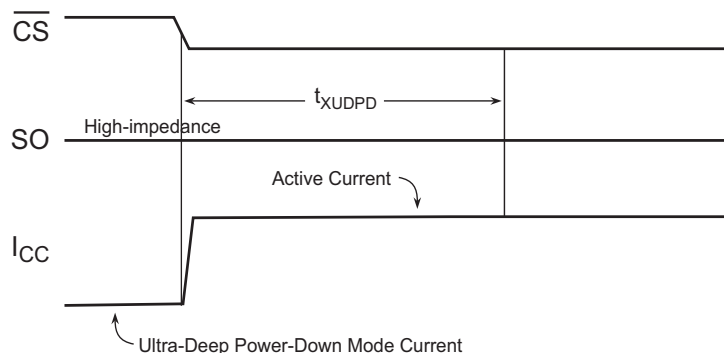 CS
tXUDPD
High-impedance
SO
Active Current
ICC
Ultra-Deep Power-Down Mode Current